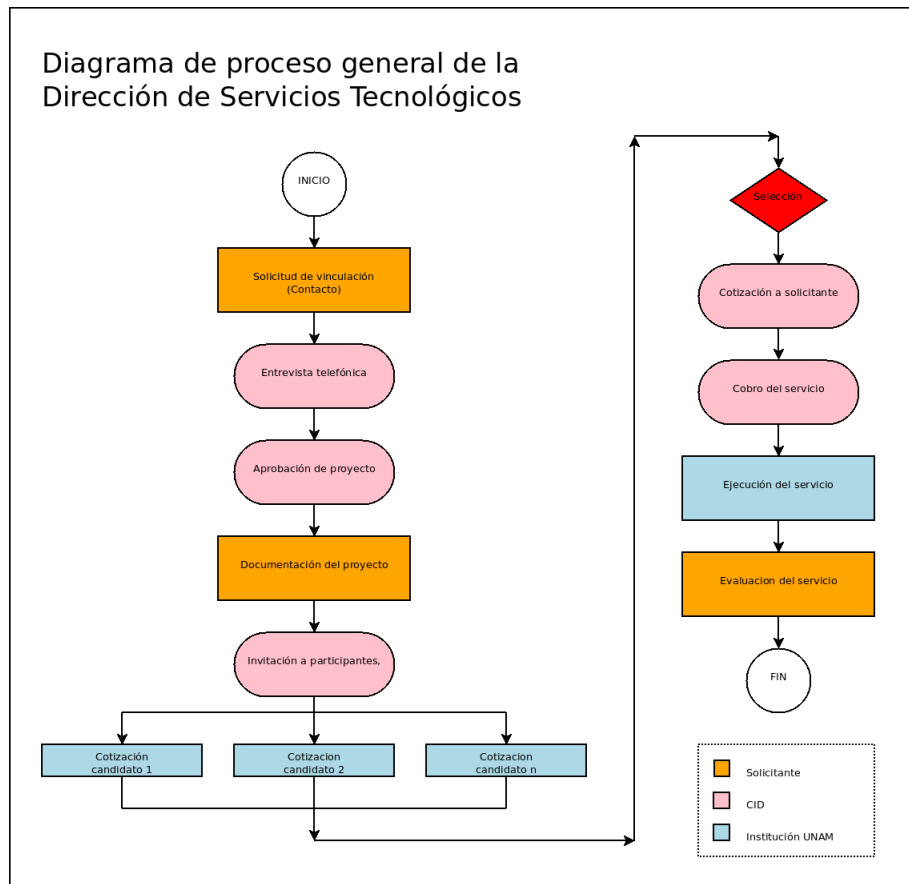 Diagrama de proceso general de la
Dirección de Servicios Tecnológicos
INICIO
Solicitud de vinculación
(Contacto)
Entrevista telefónica
Aprobación de proyecto
Documentación del proyecto
Invitación a participantes,
Cotización
candidato 1
Cotizacion
candidato 2
Cotizacion
candidato n
Selección
Cotización a solicitante
Cobro del servicio
Ejecución del servicio
Evaluacion del servicio
FIN
Solicitante
CID
Institución UNAM